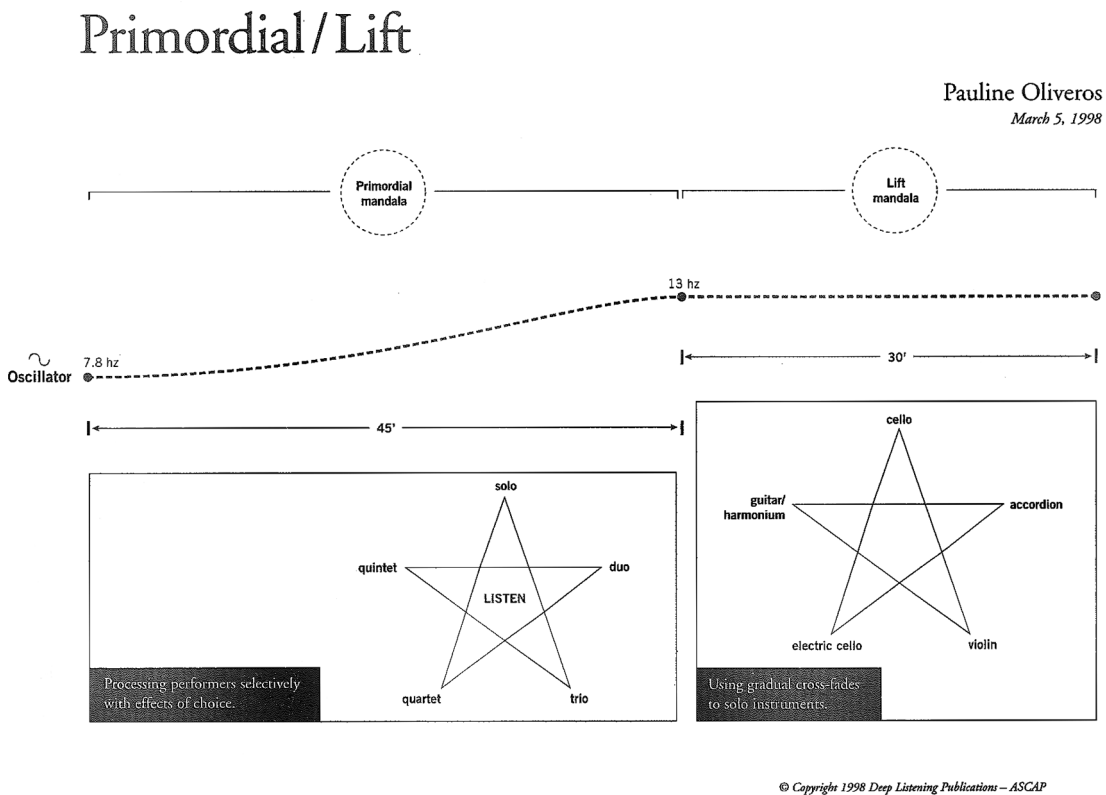 Primordial / Lift
Pauline Oliveros
March 5, 1998
Primordial
mandala
Lift
mandala
13 hz
7.8 hz
Oscillator
30'
45'
cello
guitar/
harmonium
accordion
electric cello
violin
solo
quintet
duo
LISTEN
quartet
trio
Processing performers selectively
with effects of choice.
Using gradual cross-fades
to solo instruments.
© Copyright 1998 Deep Listening Publications – ASCAP